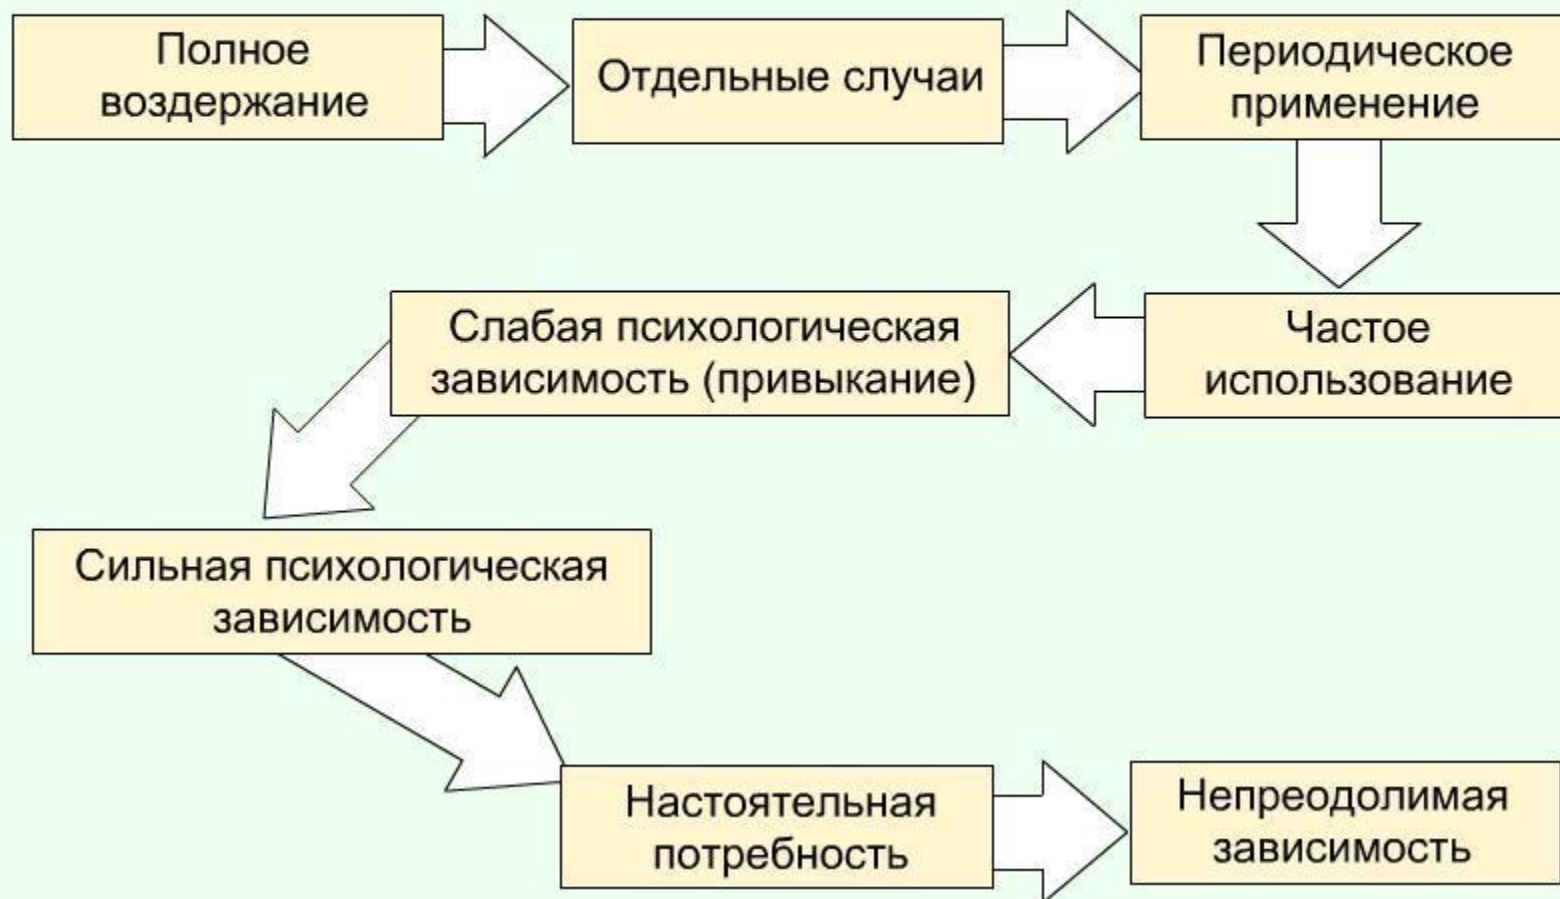 Полное
воздержание
Отдельные случаи
Периодическое
применение
Частое
использование
Слабая психологическая
зависимость (привыкание)
Сильная психологическая
зависимость
Настоятельная
потребность
Непреодолимая
зависимость